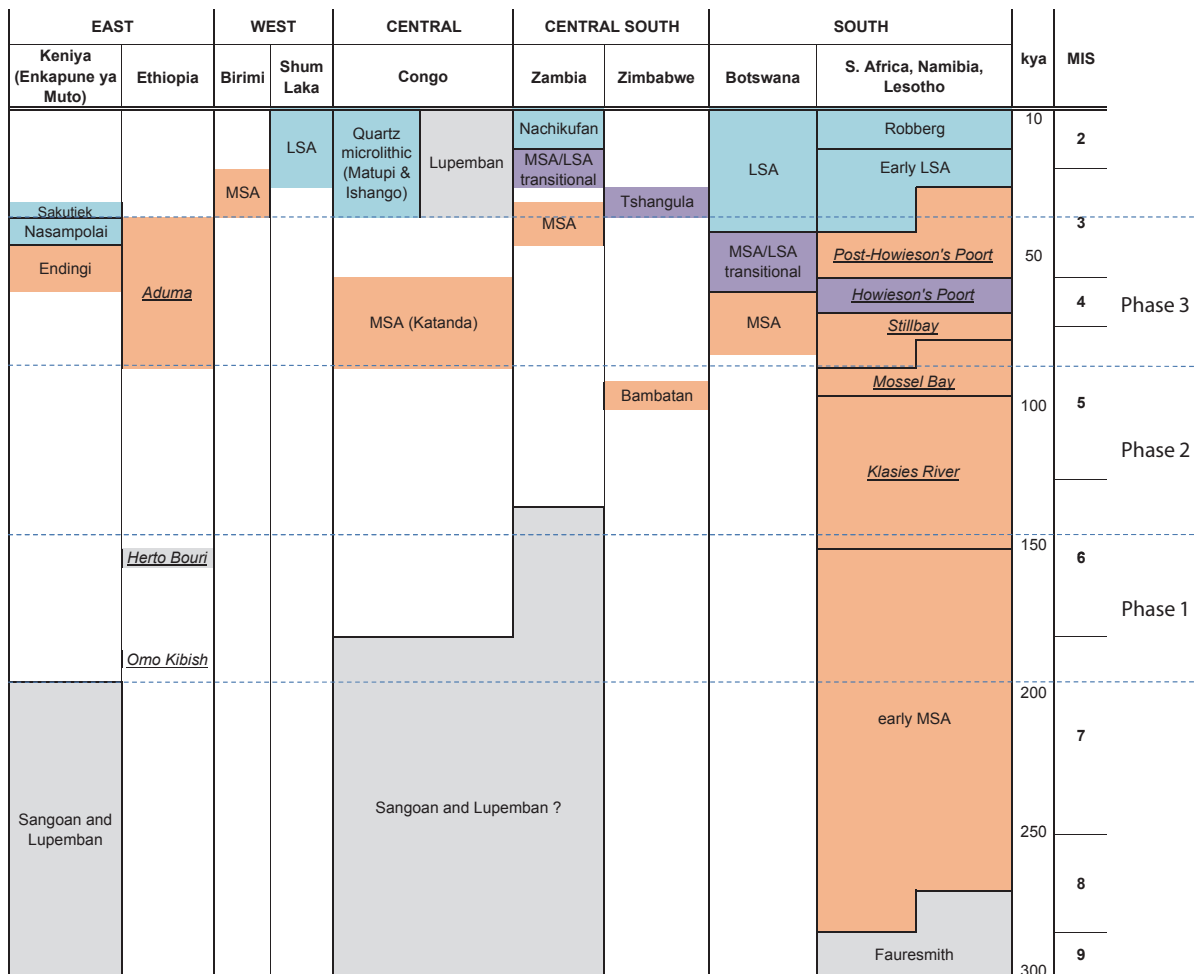 EAST WEST CENTRAL CENTRAL SOUTH SOUTH
Keniya
(Enkapune ya
Muto)
Ethiopia
Birimi
Shum
Laka
Congo
Zambia
Zimbabwe
Botswana
S. Africa, Namibia,
Lesotho
kya
MIS
10
Nachikufan
Robberg
2
LSA
Quartz
microlithic
(Matupi &
Ishango)
Lupemban
MSA/LSA
transitional
LSA
Early LSA
MSA
Sakutiek
Tshangula
Nasampolai
MSA
3
Endingi
MSA/LSA
transitional
Post-Howieson's Poort
50
Aduma
Howieson's Poort
4
Phase 3
MSA (Katanda)
MSA
Stillbay
Mossel Bay
Bambatan
100
5
Phase 2
Klasies River
150
Herto Bouri
6
Phase 1
Omo Kibish
200
early MSA
7
Sangoan and
Lupemban
Sangoan and Lupemban ?
250
8
Fauresmith
9
300